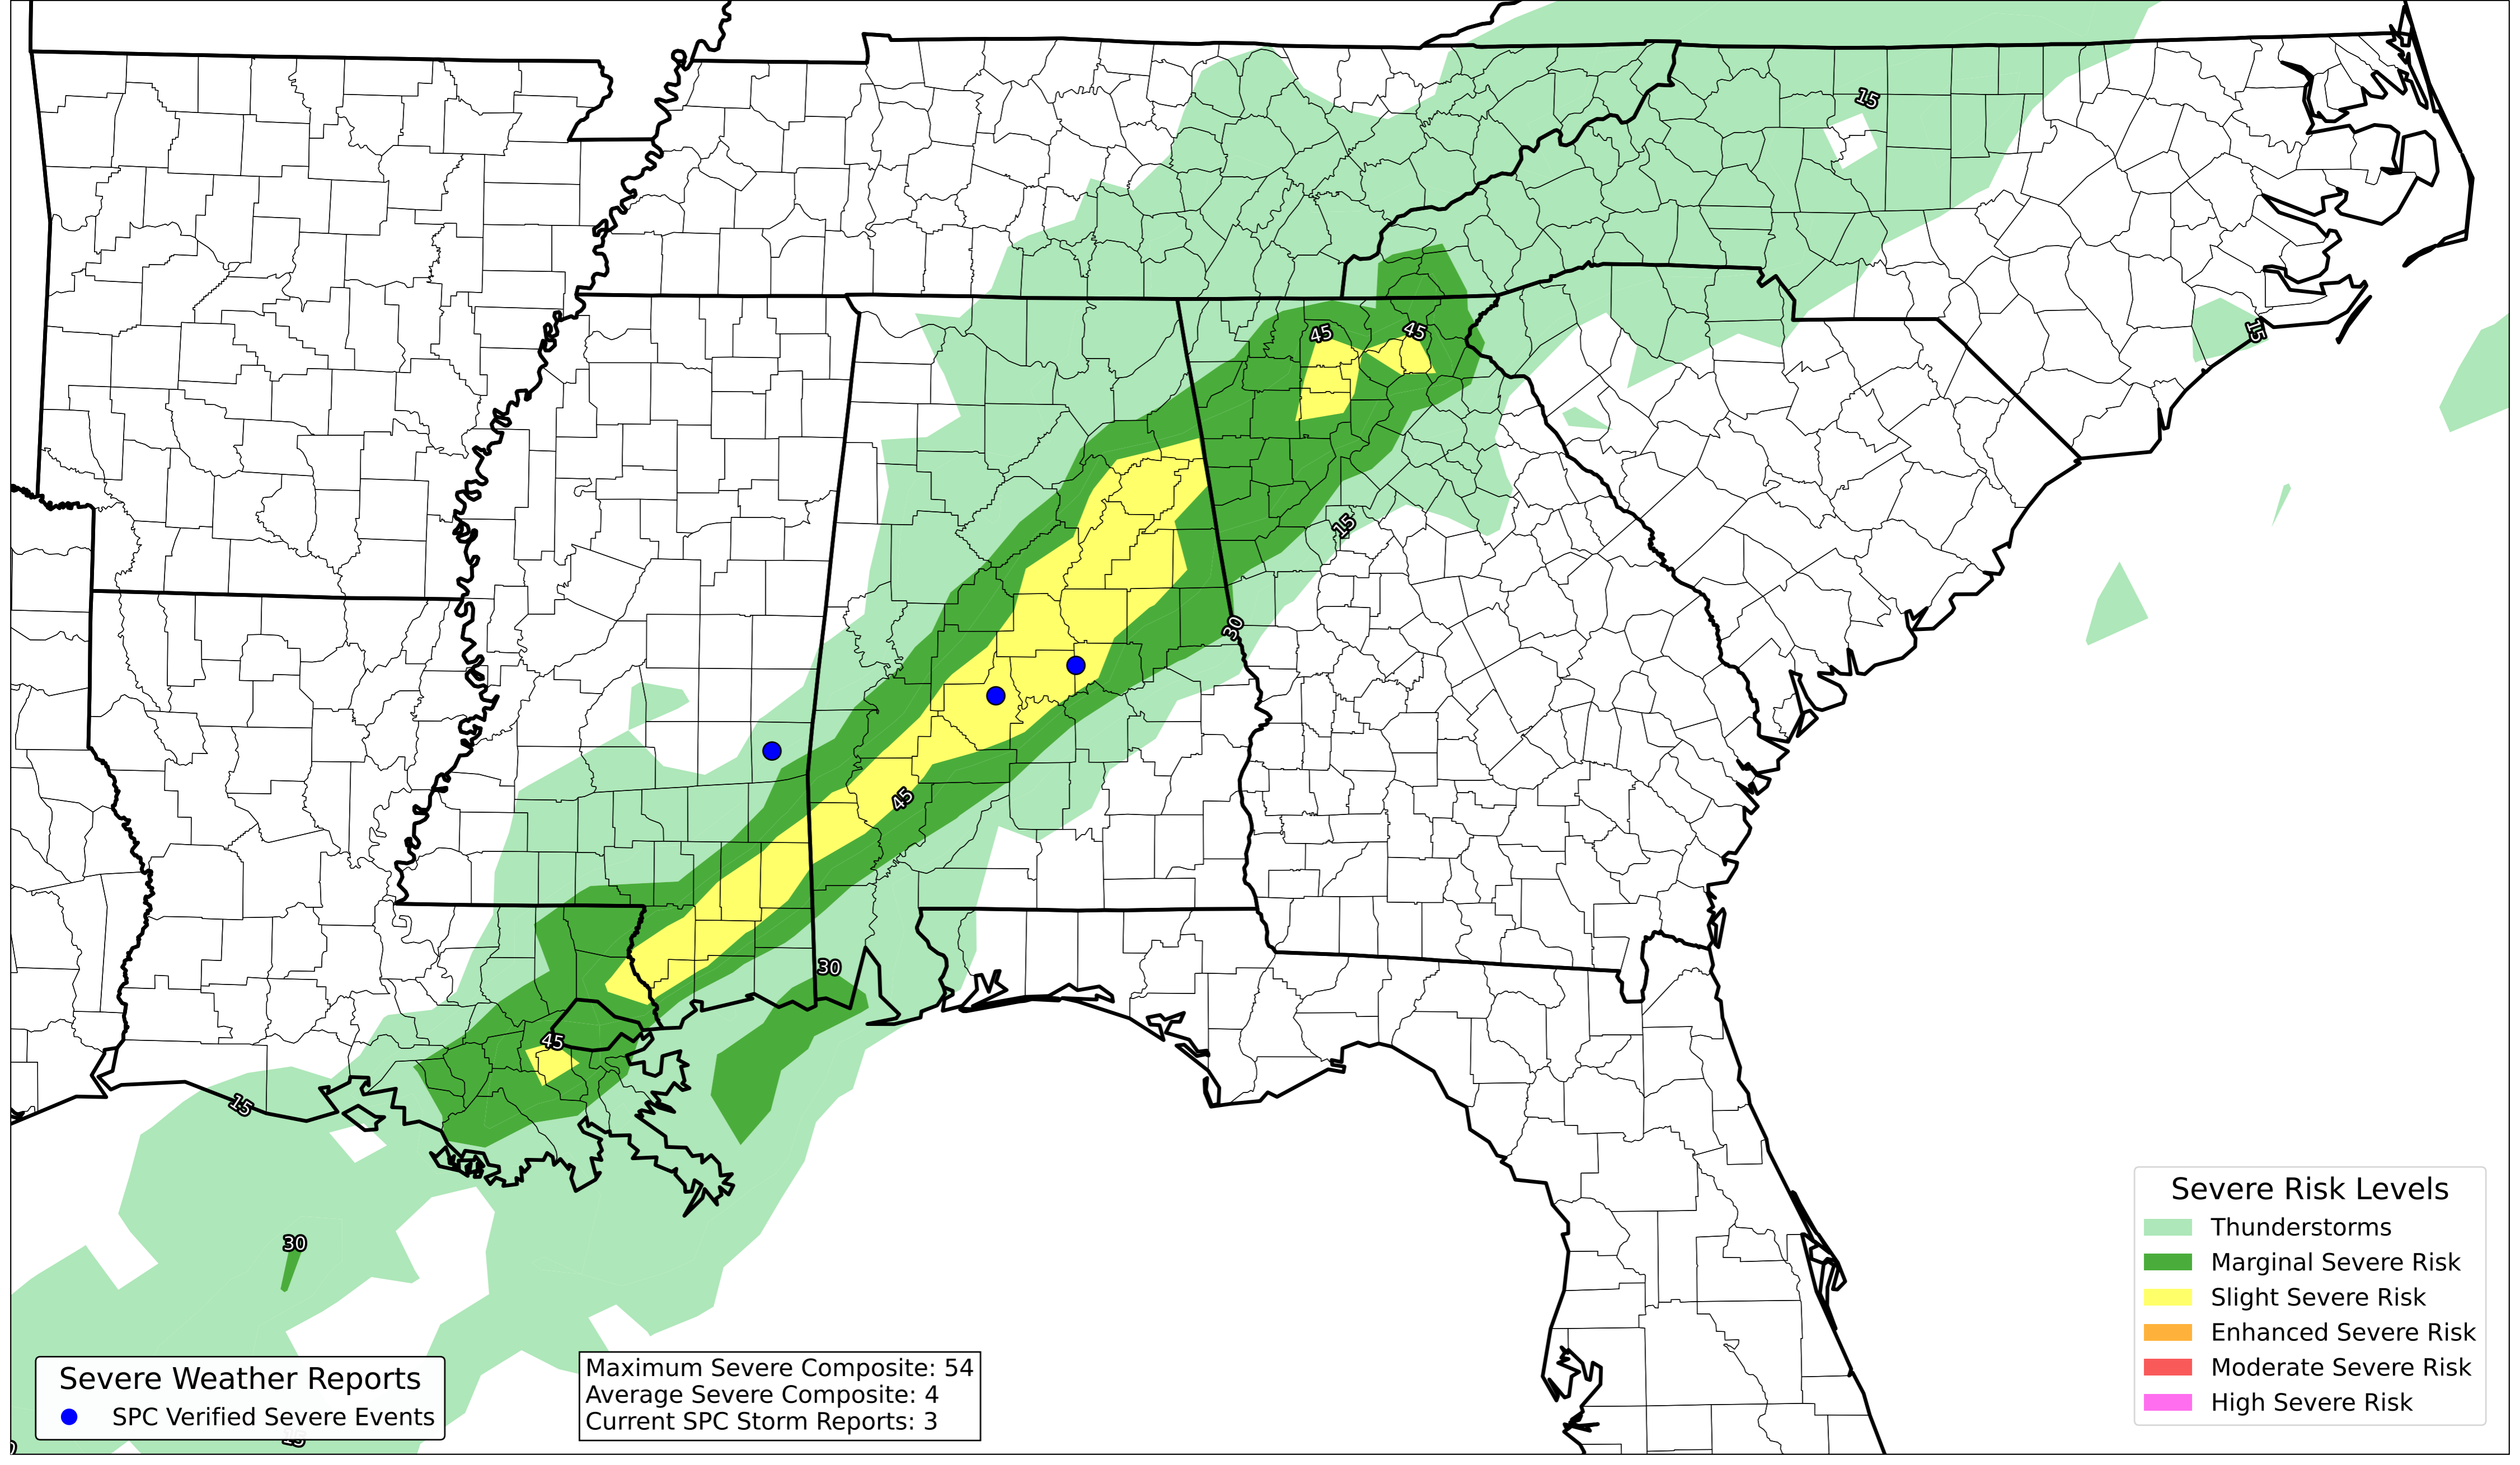 15
45
45
15
15
30
45
30
45
15
30
Severe Risk Levels
Thunderstorms
Marginal Severe Risk
Slight Severe Risk
Enhanced Severe Risk
Moderate Severe Risk
High Severe Risk
Severe Weather Reports
SPC Verified Severe Events
Maximum Severe Composite: 54
Average Severe Composite: 4
Current SPC Storm Reports: 3